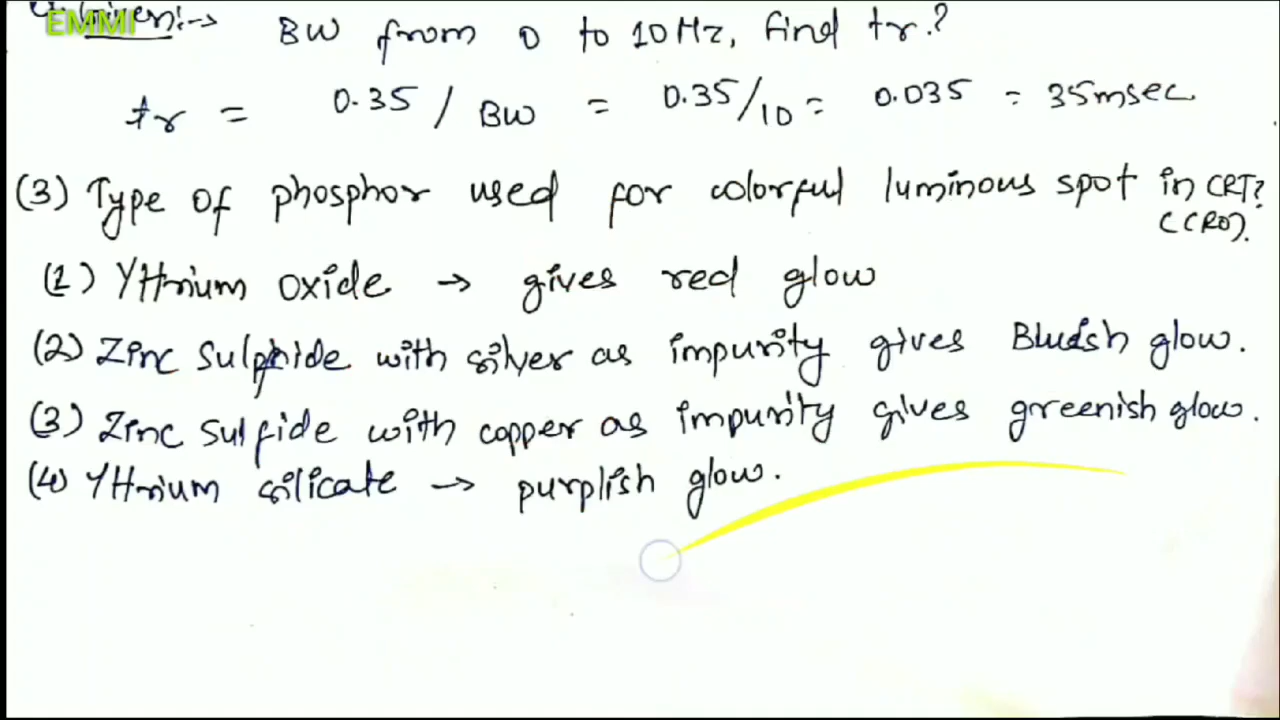 EMMI
Given:→ BW from 0 to 10Hz, find tr.?
tr = 0.35 / BW = 0.35/10 = 0.035 = 35msec
(3) Type of phosphor used for colorful luminous spot in CRT?
(CRO).
(1) Yttrium oxide → gives red glow
(2) Zinc sulphide with silver as impurity gives Bluish glow.
(3) Zinc sulfide with copper as impurity gives greenish glow.
(4) Yttrium silicate → purplish glow.